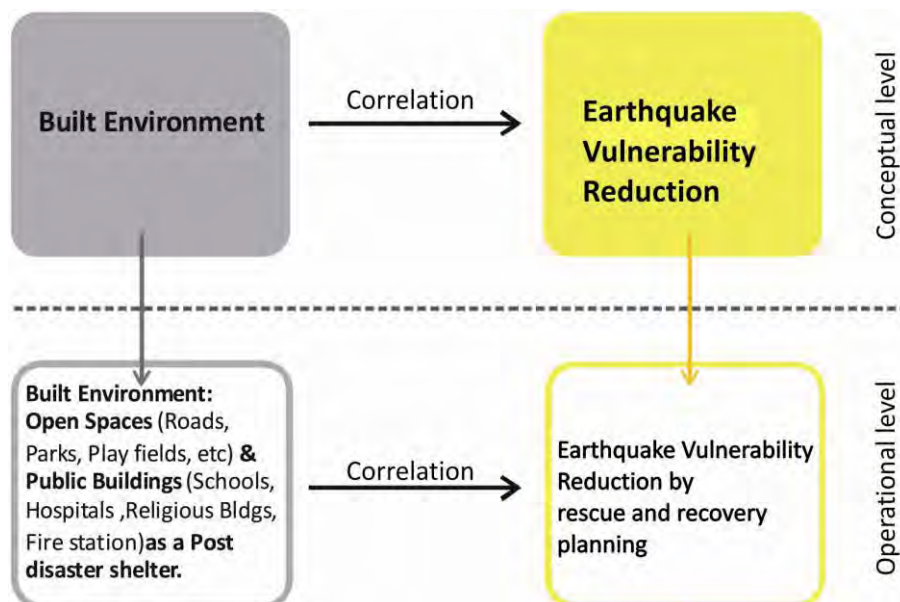 Built Environment
Correlation
Earthquake
Vulnerability
Reduction
Conceptual level
Built Environment:
Open Spaces (Roads,
Parks, Play fields, etc) &
Public Buildings (Schools,
Hospitals ,Religious Bldgs,
Fire station)as a Post
disaster shelter.
Correlation
Earthquake Vulnerability
Reduction by
rescue and recovery
planning
Operational level